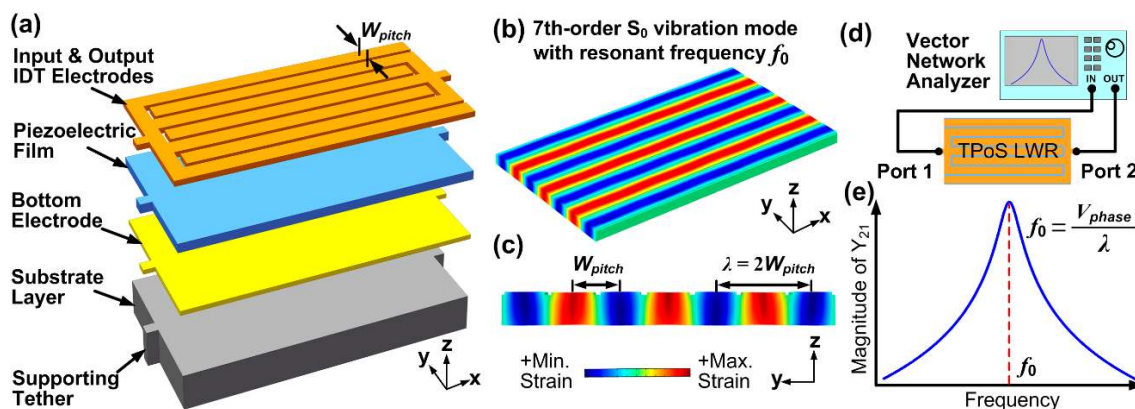 (a)
W_pitch
Input & Output
IDT Electrodes
Piezoelectric
Film
Bottom
Electrode
Substrate
Layer
Supporting
Tether
z
y
x
(b) 7th-order S₀ vibration mode
with resonant frequency f₀
z
y
x
(c)
W_pitch
λ = 2W_pitch
+Min.
Strain
+Max.
Strain
z
y
(d)
Vector
Network
Analyzer
IN OUT
TPoS LWR
Port 1
Port 2
(e)
Magnitude of Y₂₁
f₀ = V_phase / λ
f₀
Frequency